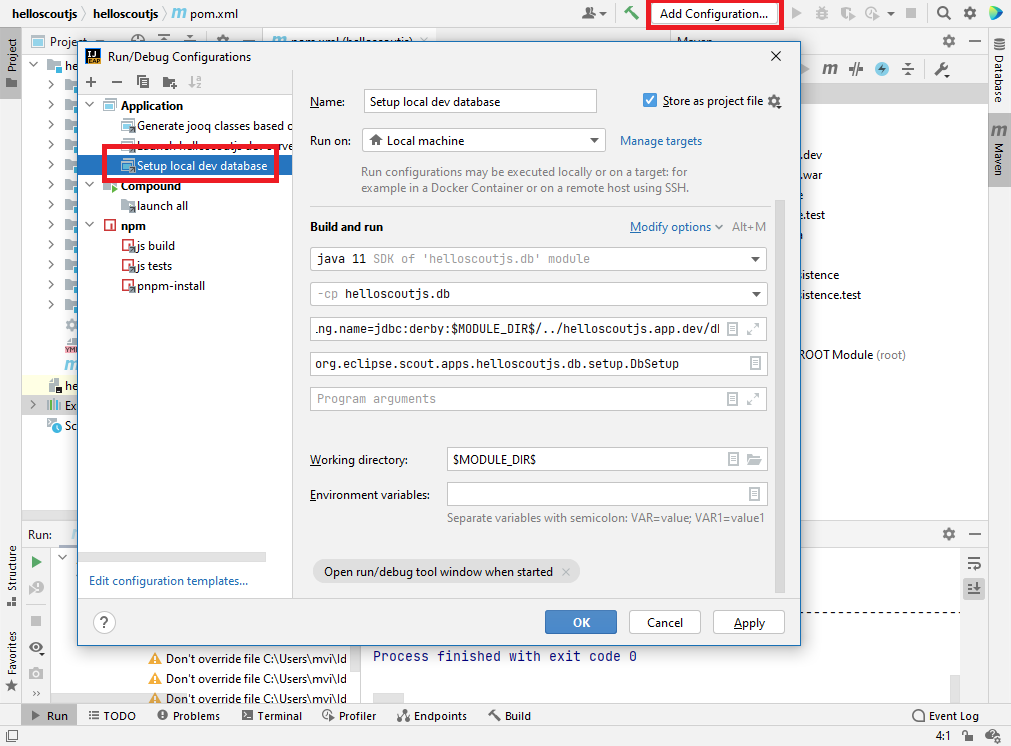 helloscoutjs helloscoutjs pom.xml
Add Configuration...
Project
Maven
Run/Debug Configurations
Application
Generate jooq classes based
Launch helloscoutjs
Setup local dev database
Compound
launch all
npm
js build
js tests
pnpm-install
Edit configuration templates...
Name: Setup local dev database
Store as project file
Run on: Local machine
Manage targets
Run configurations may be executed locally or on a target: for
example in a Docker Container or on a remote host using SSH.
Build and run
Modify options Alt+M
java 11 SDK of 'helloscoutjs.db' module
-cp helloscoutjs.db
.ng.name=jdbc:derby:$MODULE_DIR$/../helloscoutjs.app.dev/d
org.eclipse.scout.apps.helloscoutjs.db.setup.DbSetup
Program arguments
Working directory: $MODULE_DIR$
Environment variables:
Separate variables with semicolon: VAR=value; VAR1=value1
Open run/debug tool window when started
? OK Cancel Apply
.dev
.war
.test
sistence
sistence.test
ROOT Module (root)
Project
Structure
Favorites
Database
m Maven
he
he
Ex
Sc
Run:
Don't override file C:\Users\mvi\ld
Don't override file C:\Users\mvi\ld
Don't override file C:\Users\mvi\ld
Process finished with exit code 0
Run TODO Problems Terminal Profiler Endpoints Build Event Log
4:1